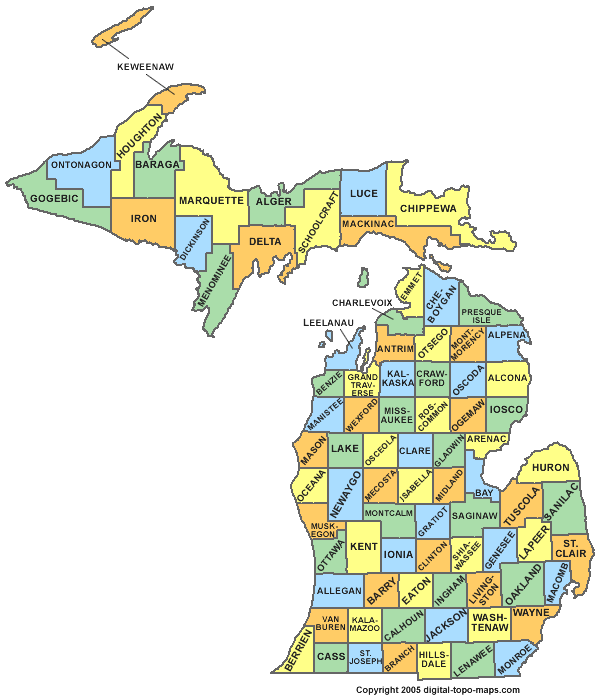 KEWEENAW
HOUGHTON
ONTONAGON
BARAGA
GOGEBIC
MARQUETTE
ALGER
LUCE
CHIPPEWA
IRON
SCHOOLCRAFT
MACKINAC
DICKINSON
DELTA
MENOMINEE
EMMET
CHE-
BOYGAN
CHARLEVOIX
PRESQUE
ISLE
LEELANAU
ANTRIM
OTSEGO
MONT-
MORENCY
ALPENA
BENZIE
GRAND
TRAV-
ERSE
KAL-
KASKA
CRAW-
FORD
OSCODA
ALCONA
MANISTEE
WEXFORD
MISS-
AUKEE
ROS-
COMMON
OGEMAW
IOSCO
MASON
LAKE
OSCEOLA
CLARE
GLADWIN
ARENAC
HURON
OCEANA
NEWAYGO
MECOSTA
ISABELLA
MIDLAND
BAY
TUSCOLA
SANILAC
MUSK-
EGON
MONTCALM
GRATIOT
SAGINAW
OTTAWA
KENT
IONIA
CLINTON
SHIA-
WASSEE
GENESEE
LAPEER
ST.
CLAIR
ALLEGAN
BARRY
EATON
INGHAM
LIVING-
STON
OAKLAND
MACOMB
VAN
BUREN
KALA-
MAZOO
CALHOUN
JACKSON
WASH-
TENAW
WAYNE
BERRIEN
CASS
ST.
JOSEPH
BRANCH
HILLS-
DALE
LENAWEE
MONROE
Copyright 2005 digital-topo-maps.com